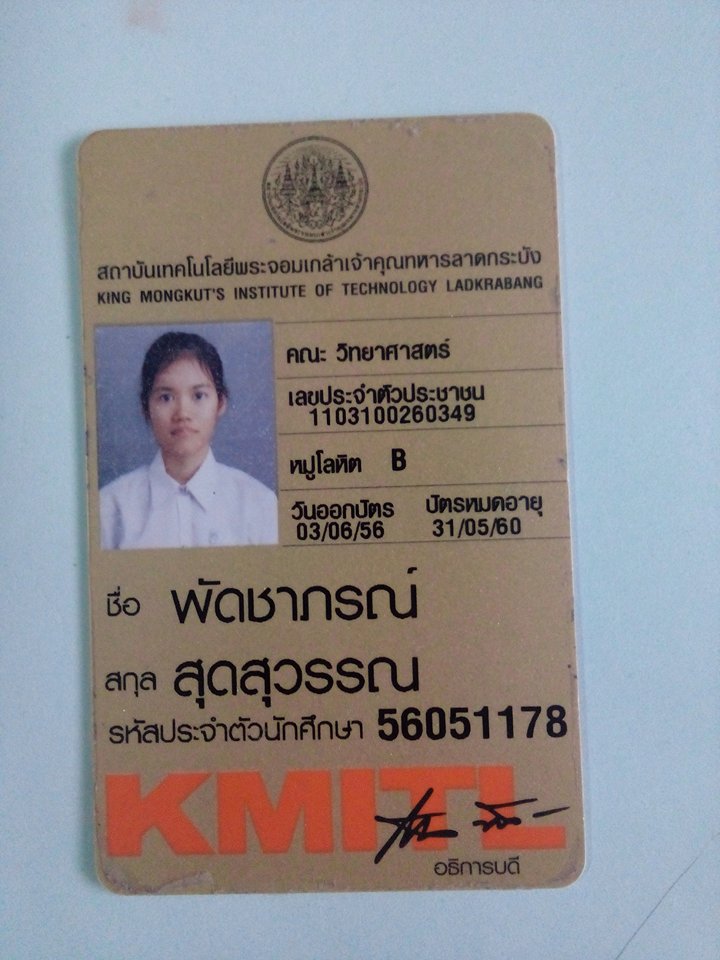 สถาบันเทคโนโลยีพระจอมเกล้าเจ้าคุณทหารลาดกระบัง
KING MONGKUT'S INSTITUTE OF TECHNOLOGY LADKRABANG
คณะ วิทยาศาสตร์
เลขประจำตัวประชาชน
1103100260349
หมู่โลหิต B
วันออกบัตร บัตรหมดอายุ
03/06/56 31/05/60
ชื่อ พัดชาภรณ์
สกุล สุดสุวรรณ
รหัสประจำตัวนักศึกษา 56051178
KMITL
อธิการบดี